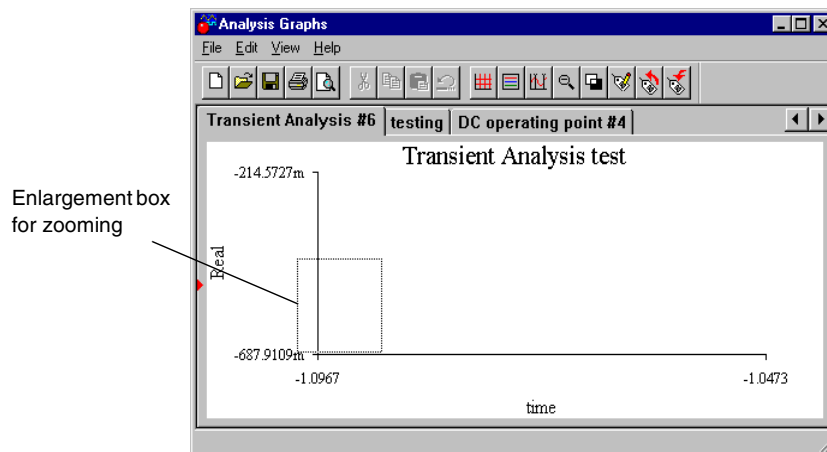 Analysis Graphs
File Edit View Help
Transient Analysis #6 testing DC operating point #4
Transient Analysis test
-214.5727m
Enlargement box
for zooming
Real
-687.9109m
-1.0967 -1.0473
time